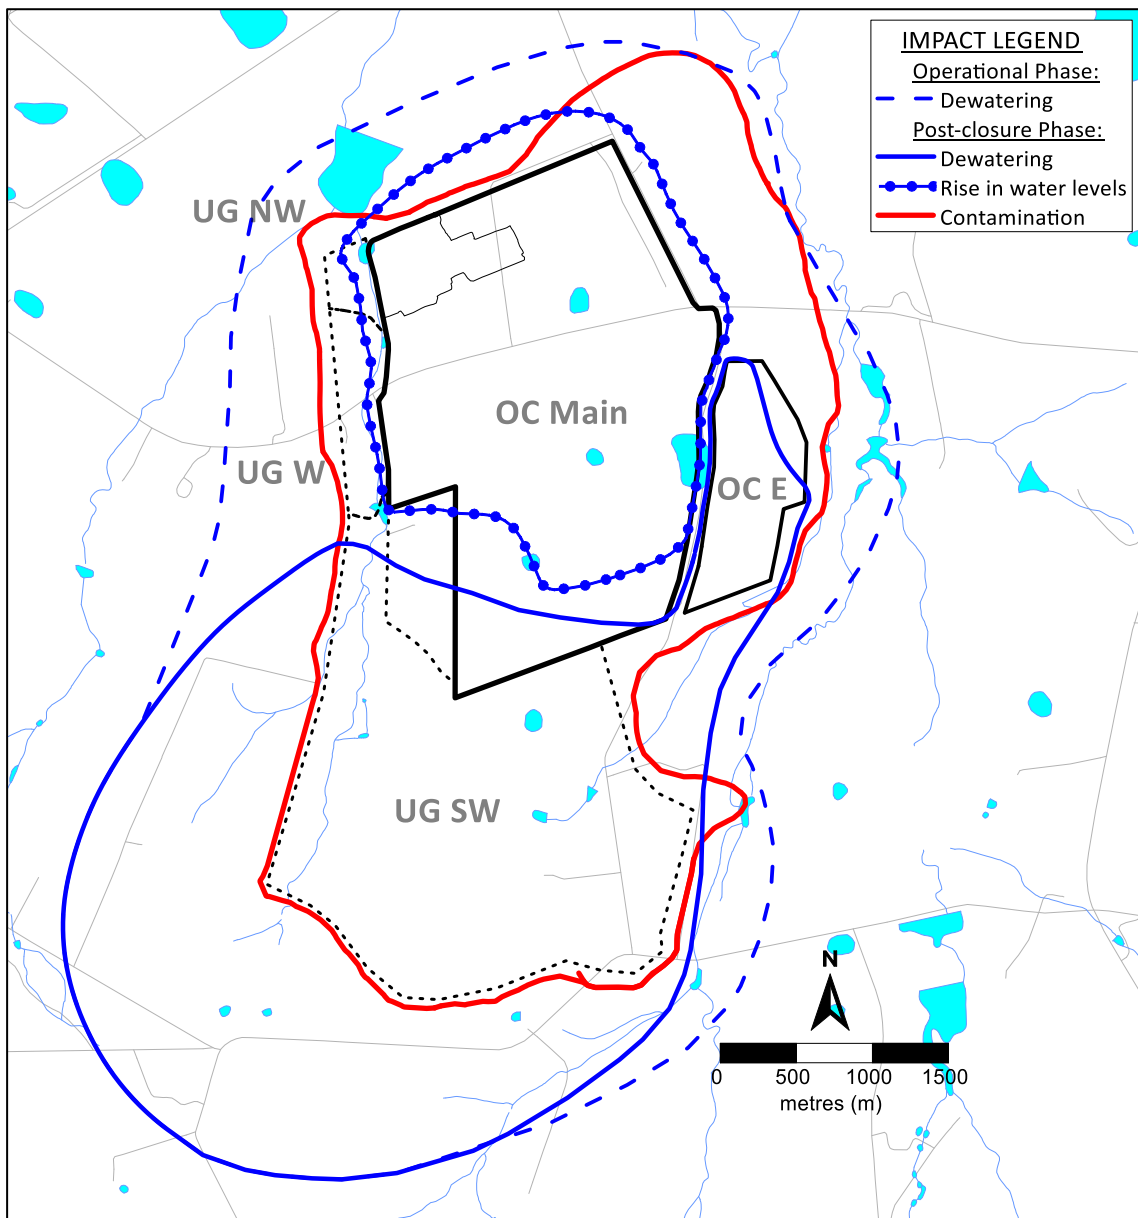 IMPACT LEGEND
Operational Phase:
Dewatering
Post-closure Phase:
Dewatering
Rise in water levels
Contamination
UG NW
OC Main
UG W
OC E
UG SW
N
0 500 1000 1500
metres (m)